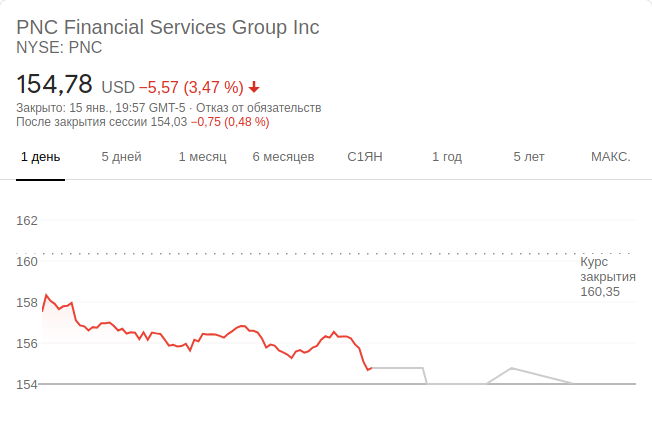 PNC Financial Services Group Inc
NYSE: PNC
154,78 USD −5,57 (3,47 %)
Закрыто: 15 янв., 19:57 GMT-5 · Отказ от обязательств
После закрытия сессии 154,03 −0,75 (0,48 %)
1 день 5 дней 1 месяц 6 месяцев С1ЯН 1 год 5 лет МАКС.
162
160
Курс
закрытия
160,35
158
156
154